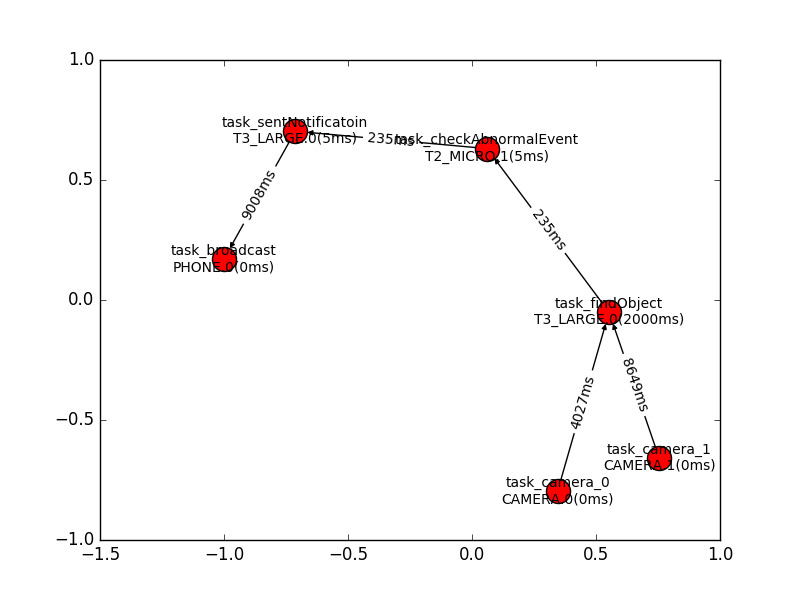 1.0
task_sentNotificatoin
T3_LARGE.0(5ms)
235ms
task_checkAbnormalEvent
T2_MICRO.1(5ms)
0.5
9008ms
235ms
task_broadcast
PHONE.0(0ms)
0.0
task_findObject
T3_LARGE.0(2000ms)
4027ms
8649ms
−0.5
task_camera_1
CAMERA.1(0ms)
task_camera_0
CAMERA.0(0ms)
−1.0
−1.5 −1.0 −0.5 0.0 0.5 1.0